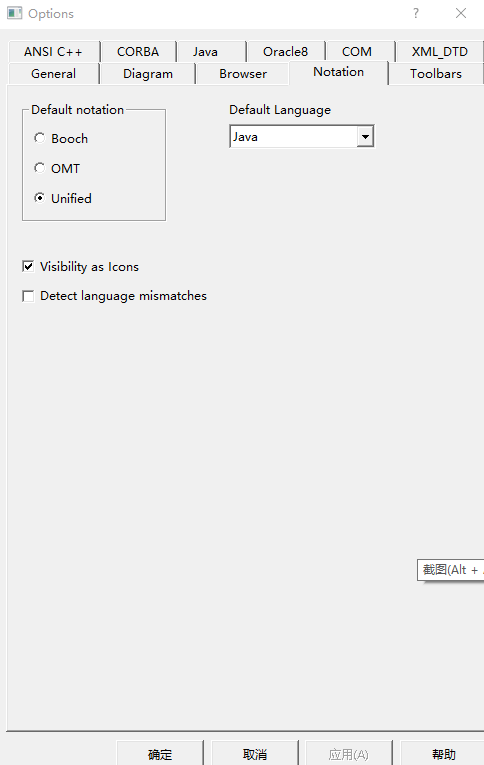 Options
?
ANSI C++ CORBA Java Oracle8 COM XML_DTD
General Diagram Browser Notation Toolbars
Default notation
Default Language
Booch
Java
OMT
Unified
Visibility as Icons
Detect language mismatches
截图(Alt +
确定 取消 应用(A) 帮助